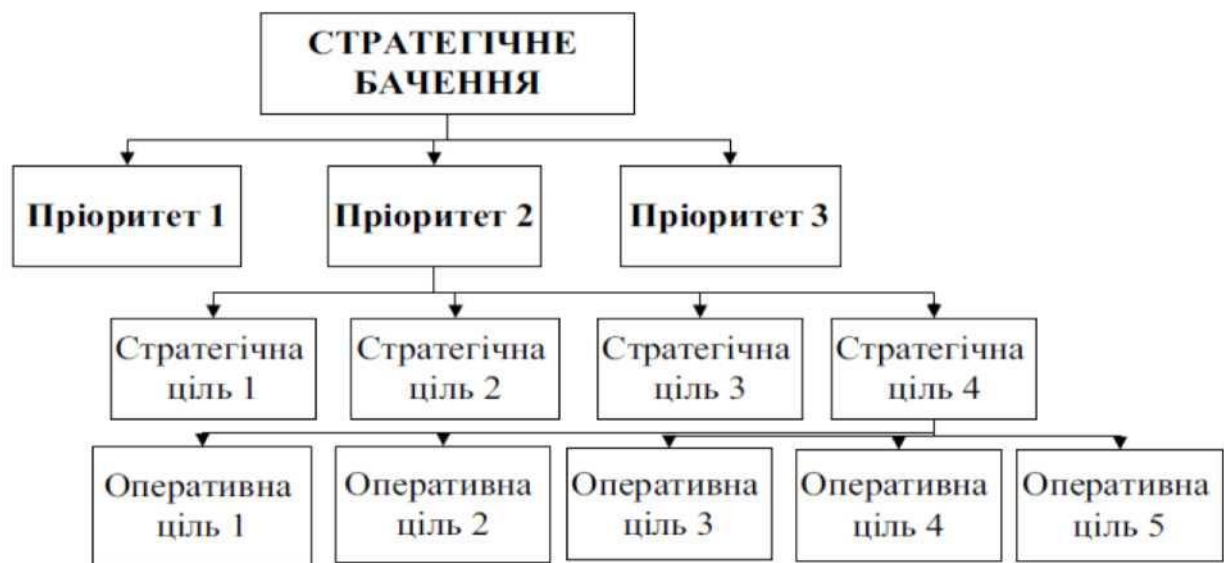 СТРАТЕГІЧНЕ
БАЧЕННЯ
Пріоритет 1
Пріоритет 2
Пріоритет 3
Стратегічна
ціль 1
Стратегічна
ціль 2
Стратегічна
ціль 3
Стратегічна
ціль 4
Оперативна
ціль 1
Оперативна
ціль 2
Оперативна
ціль 3
Оперативна
ціль 4
Оперативна
ціль 5